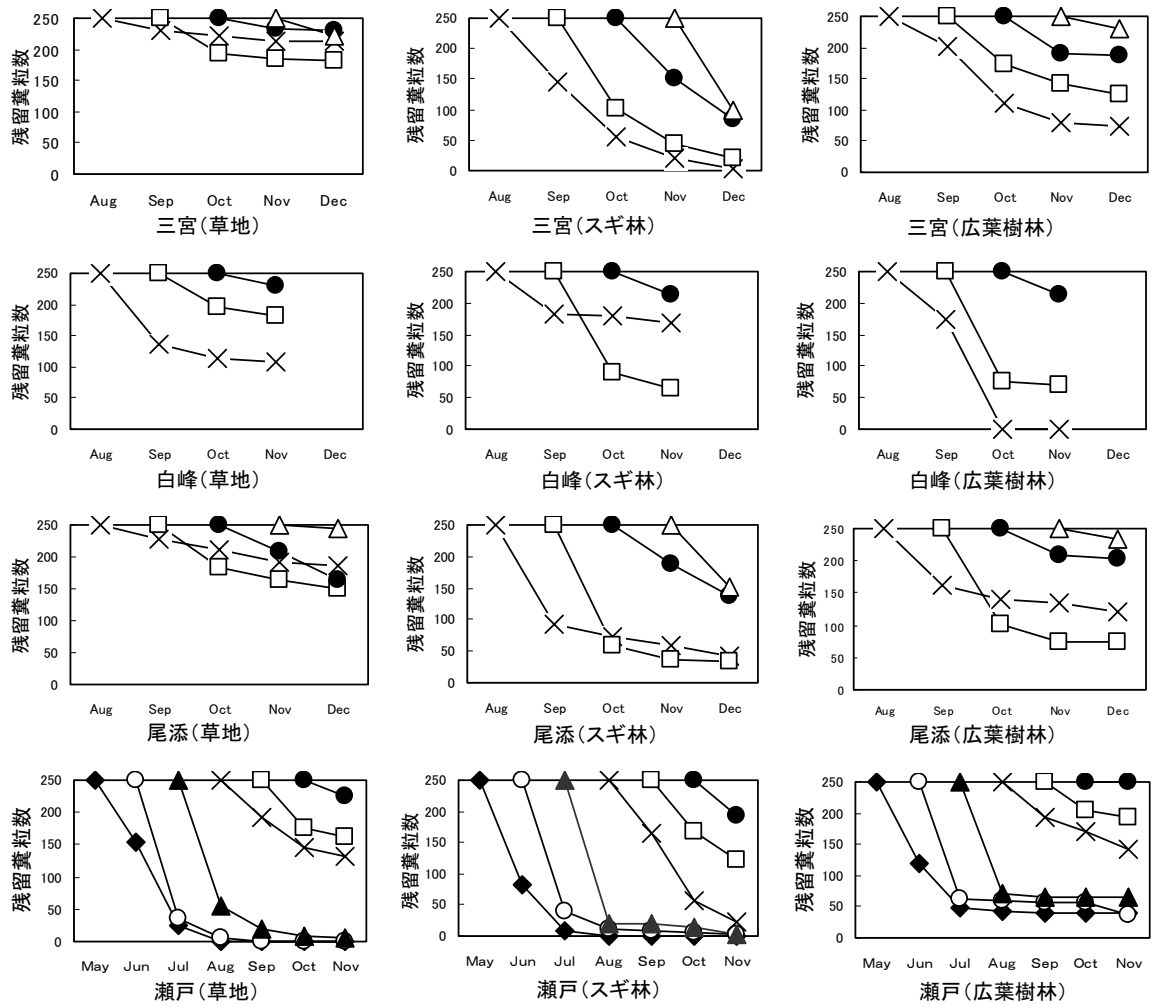 残留糞粒数
250
200
150
100
50
0
Aug Sep Oct Nov Dec
三宮(草地)
残留糞粒数
250
200
150
100
50
0
Aug Sep Oct Nov Dec
三宮(スギ林)
残留糞粒数
250
200
150
100
50
0
Aug Sep Oct Nov Dec
三宮(広葉樹林)
残留糞粒数
250
200
150
100
50
0
Aug Sep Oct Nov Dec
白峰(草地)
残留糞粒数
250
200
150
100
50
0
Aug Sep Oct Nov Dec
白峰(スギ林)
残留糞粒数
250
200
150
100
50
0
Aug Sep Oct Nov Dec
白峰(広葉樹林)
残留糞粒数
250
200
150
100
50
0
Aug Sep Oct Nov Dec
尾添(草地)
残留糞粒数
250
200
150
100
50
0
Aug Sep Oct Nov Dec
尾添(スギ林)
残留糞粒数
250
200
150
100
50
0
Aug Sep Oct Nov Dec
尾添(広葉樹林)
残留糞粒数
250
200
150
100
50
0
May Jun Jul Aug Sep Oct Nov
瀬戸(草地)
残留糞粒数
250
200
150
100
50
0
May Jun Jul Aug Sep Oct Nov
瀬戸(スギ林)
残留糞粒数
250
200
150
100
50
0
May Jun Jul Aug Sep Oct Nov
瀬戸(広葉樹林)